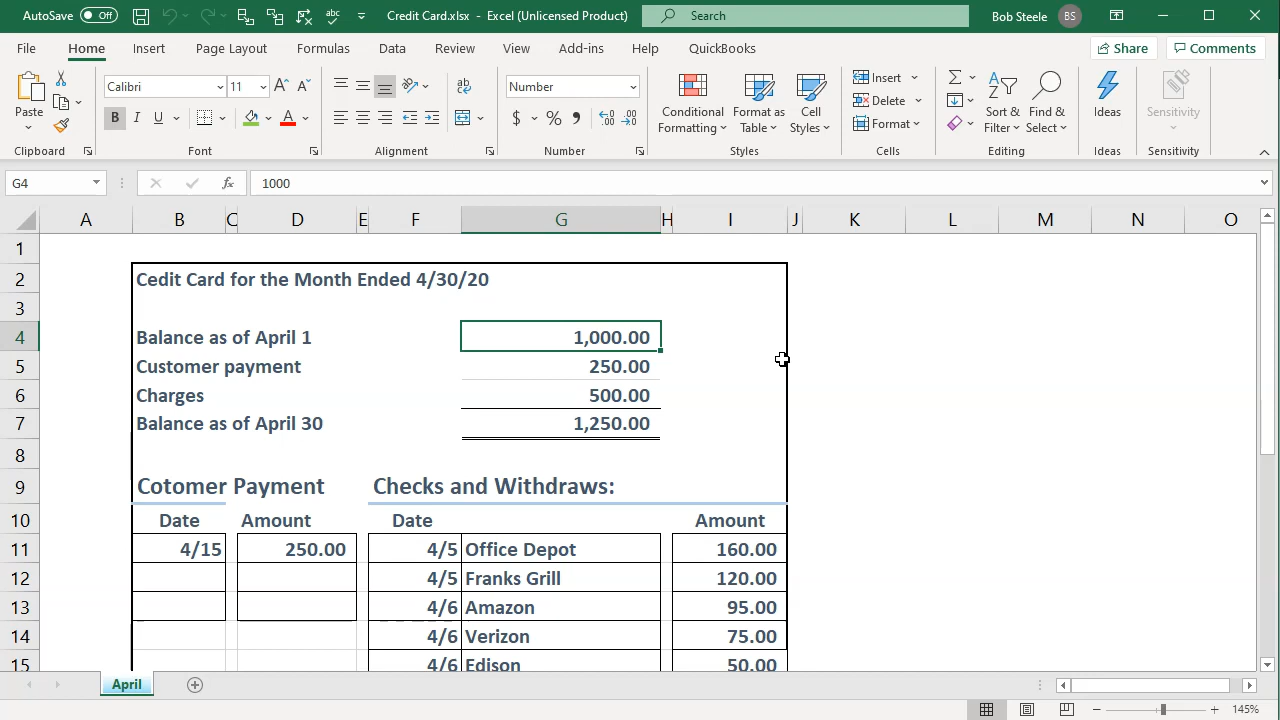 AutoSave Off Credit Card.xlsx - Excel (Unlicensed Product) Search Bob Steele BS
File Home Insert Page Layout Formulas Data Review View Add-ins Help QuickBooks Share Comments
Paste
Clipboard
Calibri 11
B I U
Font
ab
Alignment
Number
$ % ,
Number
Conditional Formatting
Format as Table
Cell Styles
Styles
Insert
Delete
Format
Cells
Sort & Filter
Find & Select
Editing
Ideas
Ideas
Sensitivity
Sensitivity
G4 fx 1000
A B C D E F G H I J K L M N O
1
2 Cedit Card for the Month Ended 4/30/20
3
4 Balance as of April 1 1,000.00
5 Customer payment 250.00
6 Charges 500.00
7 Balance as of April 30 1,250.00
8
9 Cotomer Payment Checks and Withdraws:
10 Date Amount Date Amount
11 4/15 250.00 4/5 Office Depot 160.00
12 4/5 Franks Grill 120.00
13 4/6 Amazon 95.00
14 4/6 Verizon 75.00
15 4/6 Edison 50.00
April
145%